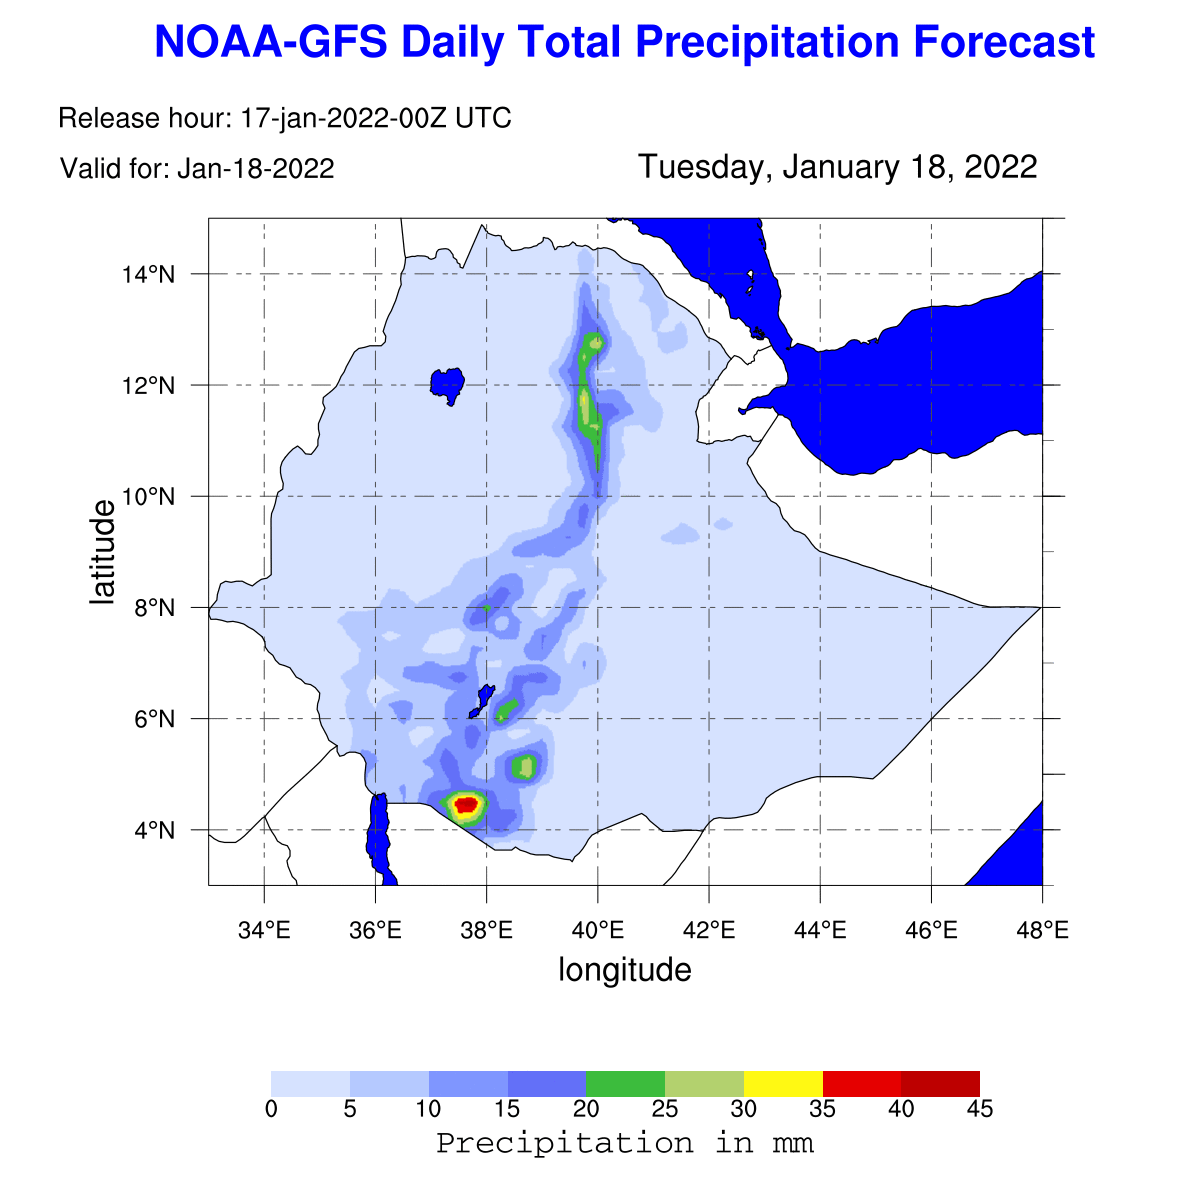 NOAA-GFS Daily Total Precipitation Forecast
Release hour: 17-jan-2022-00Z UTC
Valid for: Jan-18-2022
Tuesday, January 18, 2022
14°N
12°N
10°N
8°N
6°N
4°N
latitude
34°E 36°E 38°E 40°E 42°E 44°E 46°E 48°E
longitude
0 5 10 15 20 25 30 35 40 45
Precipitation in mm